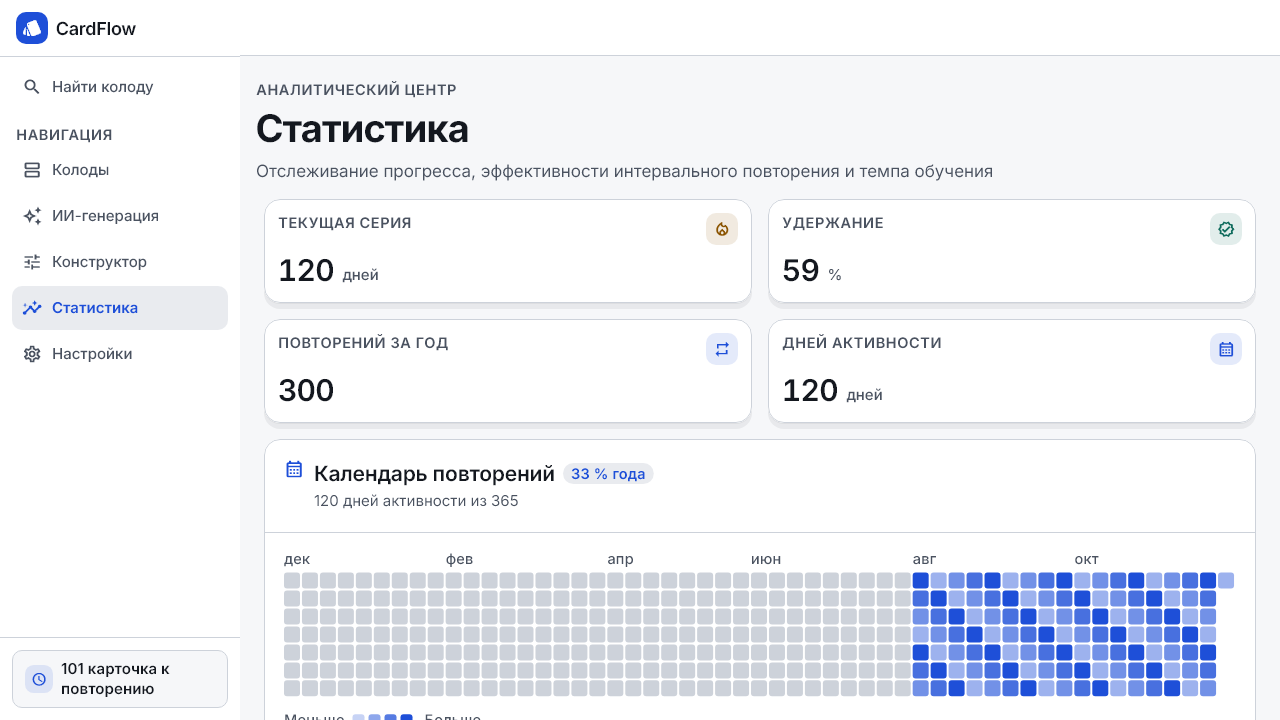 CardFlow
Найти колоду
НАВИГАЦИЯ
Колоды
ИИ-генерация
Конструктор
Статистика
Настройки
101 карточка к
повторению
АНАЛИТИЧЕСКИЙ ЦЕНТР
Статистика
Отслеживание прогресса, эффективности интервального повторения и темпа обучения
ТЕКУЩАЯ СЕРИЯ
120 дней
УДЕРЖАНИЕ
59 %
ПОВТОРЕНИЙ ЗА ГОД
300
ДНЕЙ АКТИВНОСТИ
120 дней
Календарь повторений 33 % года
120 дней активности из 365
дек фев апр июн авг окт
Меньше Больше